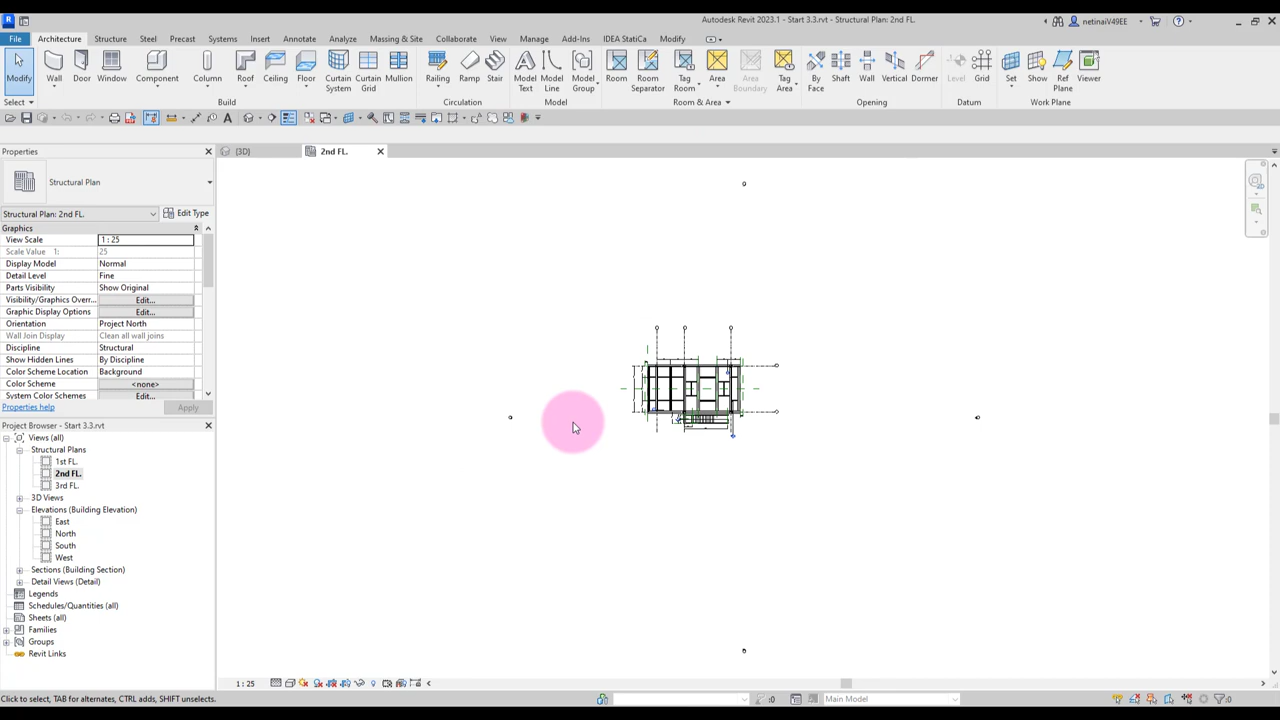 Autodesk Revit 2023.1 - Start 3.3.rvt - Structural Plan: 2nd FL.
netinaiV49EE
File Architecture Structure Steel Precast Systems Insert Annotate Analyze Massing & Site Collaborate View Manage Add-Ins IDEA StatiCa Modify
Modify Wall Door Window Component Column Roof Ceiling Floor Curtain System Curtain Grid Mullion Railing Ramp Stair Model Text Model Line Model Group Room Room Separator Tag Room Area Area Boundary Tag Area By Face Shaft Wall Vertical Dormer Level Grid Set Show Ref Plane Viewer
Select Build Circulation Model Room & Area Opening Datum Work Plane
Properties
{3D} 2nd FL.
Structural Plan
Structural Plan: 2nd FL. Edit Type
Graphics
View Scale 1 : 25
Scale Value 1: 25
Display Model Normal
Detail Level Fine
Parts Visibility Show Original
Visibility/Graphics Overr... Edit...
Graphic Display Options Edit...
Orientation Project North
Wall Join Display Clean all wall joins
Discipline Structural
Show Hidden Lines By Discipline
Color Scheme Location Background
Color Scheme <none>
System Color Schemes Edit...
Properties help Apply
Project Browser - Start 3.3.rvt
Views (all)
Structural Plans
1st FL.
2nd FL.
3rd FL.
3D Views
Elevations (Building Elevation)
East
North
South
West
Sections (Building Section)
Detail Views (Detail)
Legends
Schedules/Quantities (all)
Sheets (all)
Families
Groups
Revit Links
1 : 25
Click to select, TAB for alternates, CTRL adds, SHIFT unselects.
:0
Main Model
:0